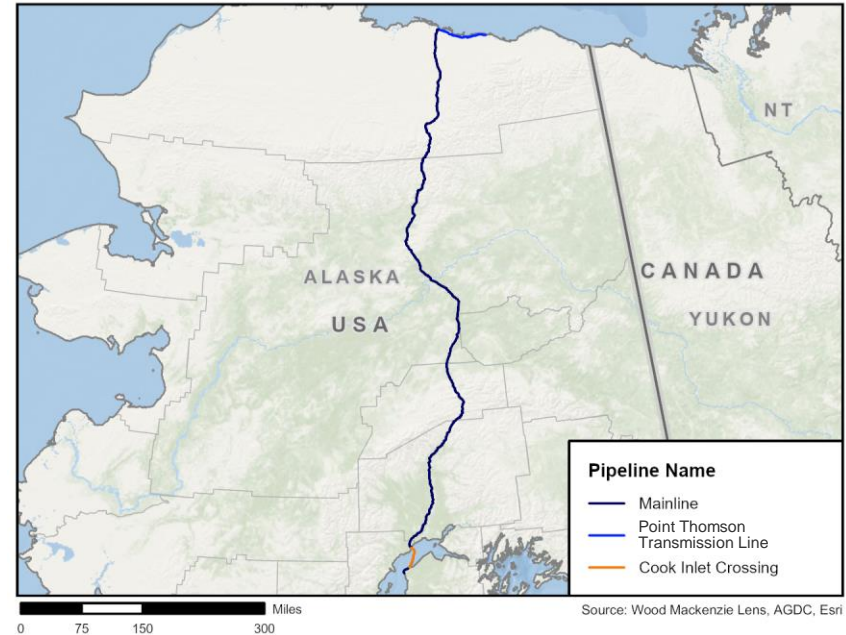 NT
ALASKA
CANADA
USA
YUKON
Pipeline Name
Mainline
Point Thomson
Transmission Line
Cook Inlet Crossing
Miles
0 75 150 300
Source: Wood Mackenzie Lens, AGDC, Esri